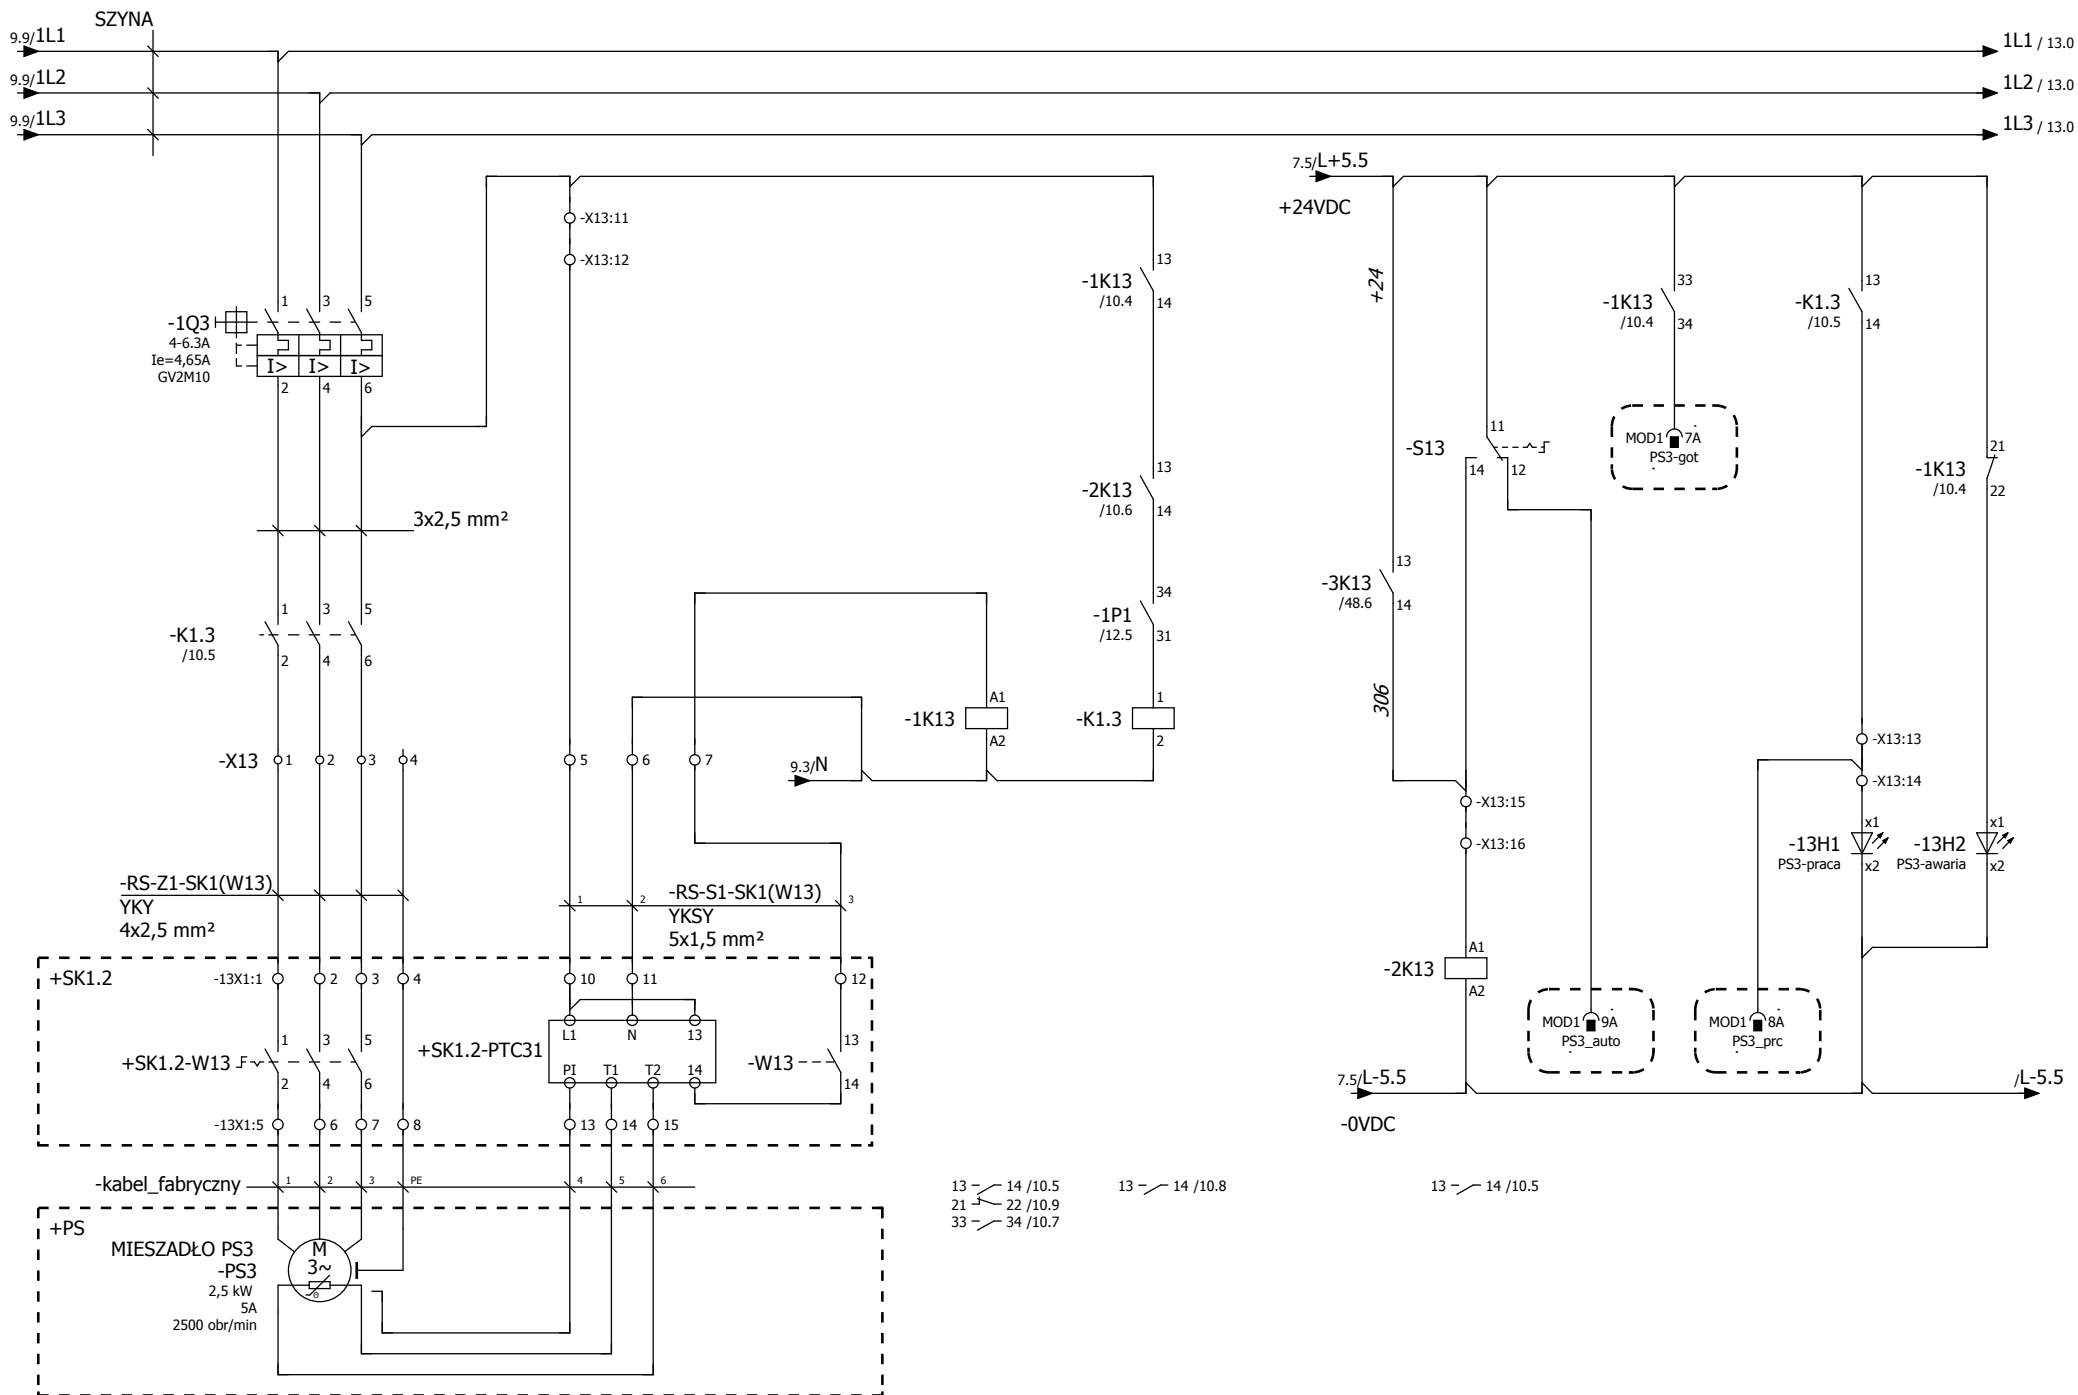 SZYNA
9.9/1L1
1L1 / 13.0
9.9/1L2
1L2 / 13.0
9.9/1L3
1L3 / 13.0
7.5/L+5.5
+24VDC
-X13:11
-X13:12
13
-1K13
/10.4
14
+24
33
-1K13
/10.4
34
13
-K1.3
/10.5
14
1 3 5
-1Q3
4-6.3A
Ie=4,65A
GV2M10
I> I> I>
2 4 6
11
-S13
14 12
MOD1 7A
PS3-got
21
-1K13
/10.4
22
13
-2K13
/10.6
14
3x2,5 mm²
13
-3K13
/48.6
14
34
-1P1
/12.5
31
1 3 5
-K1.3
/10.5
2 4 6
306
A1
-1K13
A2
1
-K1.3
2
-X13 1 2 3 4
5 6 7
9.3/N
-X13:13
-X13:14
-X13:15
-X13:16
x1
-13H1
PS3-praca
x2
x1
-13H2
PS3-awaria
x2
-RS-Z1-SK1(W13)
YKY
4x2,5 mm²
1 2 3
-RS-S1-SK1(W13)
YKSY
5x1,5 mm²
A1
-2K13
A2
+SK1.2
-13X1:1 2 3 4
10 11 12
L1 N 13
+SK1.2-PTC31
PI T1 T2 14
1 3 5
+SK1.2-W13
2 4 6
13
-W13
14
MOD1 9A
PS3_auto
MOD1 8A
PS3_prc
7.5/L-5.5
-0VDC
/L-5.5
-13X1:5 6 7 8
13 14 15
-kabel_fabryczny 1 2 3 PE 4 5 6
13 14 /10.5
21 22 /10.9
33 34 /10.7
13 14 /10.8
13 14 /10.5
+PS
MIESZADŁO PS3
-PS3
2,5 kW
5A
2500 obr/min
M
3~
Θ